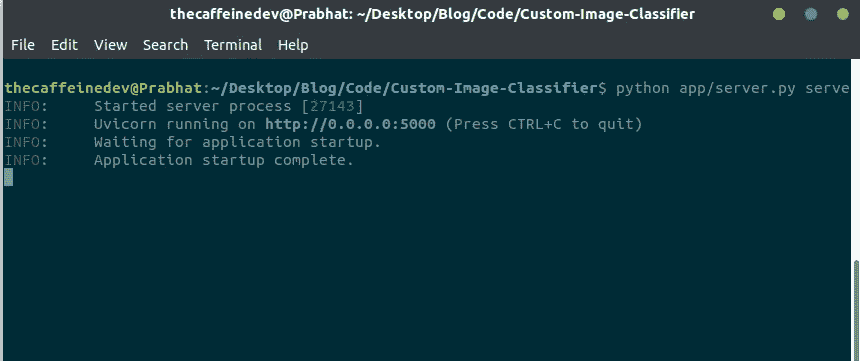 thecaffeinedev@Prabhat: ~/Desktop/Blog/Code/Custom-Image-Classifier
File Edit View Search Terminal Help
thecaffeinedev@Prabhat:~/Desktop/Blog/Code/Custom-Image-Classifier$ python app/server.py serve
INFO: Started server process [27143]
INFO: Uvicorn running on http://0.0.0.0:5000 (Press CTRL+C to quit)
INFO: Waiting for application startup.
INFO: Application startup complete.